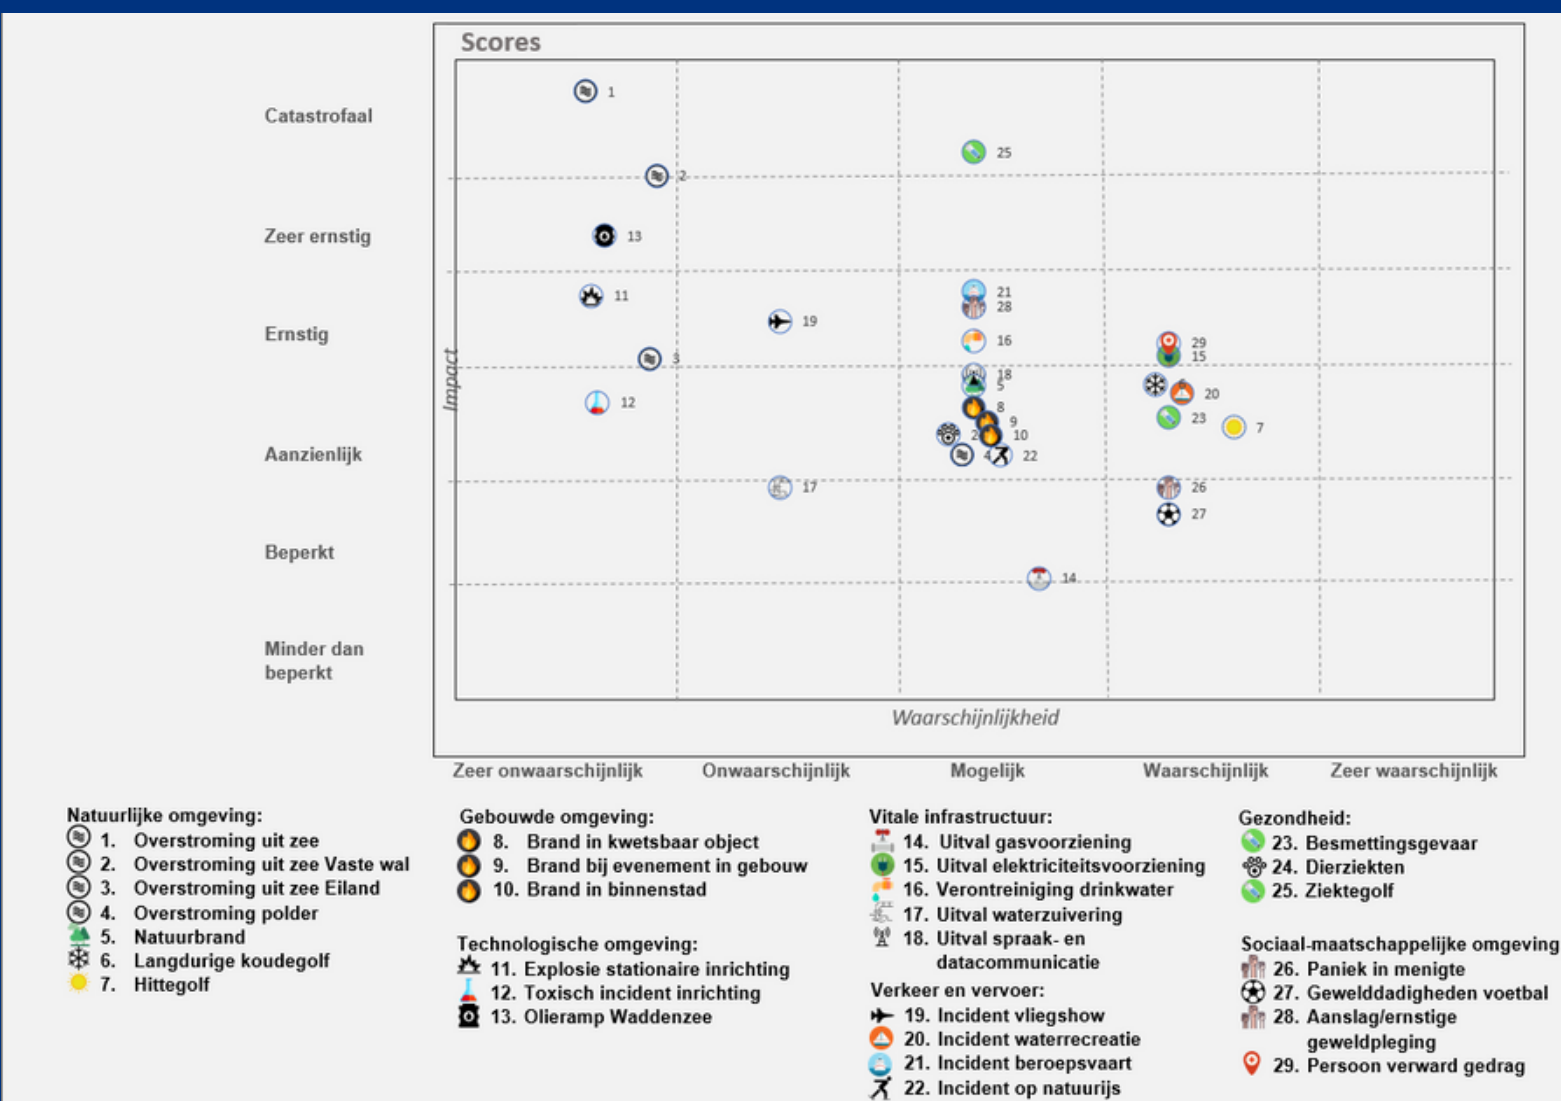 Scores
Catastrofaal
Zeer ernstig
Ernstig
Aanzienlijk
Beperkt
Minder dan
beperkt
Impact
1
25
2
13
11
21
28
19
16
29
15
3
18
5
6
20
12
8
23
9
7
2
10
4
22
17
26
27
14
Waarschijnlijkheid
Zeer onwaarschijnlijk
Onwaarschijnlijk
Mogelijk
Waarschijnlijk
Zeer waarschijnlijk
Natuurlijke omgeving:
1. Overstroming uit zee
2. Overstroming uit zee Vaste wal
3. Overstroming uit zee Eiland
4. Overstroming polder
5. Natuurbrand
6. Langdurige koudegolf
7. Hittegolf
Gebouwde omgeving:
8. Brand in kwetsbaar object
9. Brand bij evenement in gebouw
10. Brand in binnenstad
Technologische omgeving:
11. Explosie stationaire inrichting
12. Toxisch incident inrichting
13. Olieramp Waddenzee
Vitale infrastructuur:
14. Uitval gasvoorziening
15. Uitval elektriciteitsvoorziening
16. Verontreiniging drinkwater
17. Uitval waterzuivering
18. Uitval spraak- en
datacommunicatie
Verkeer en vervoer:
19. Incident vliegshow
20. Incident waterrecreatie
21. Incident beroepsvaart
22. Incident op natuurijs
Gezondheid:
23. Besmettingsgevaar
24. Dierziekten
25. Ziektegolf
Sociaal-maatschappelijke omgeving
26. Paniek in menigte
27. Gewelddadigheden voetbal
28. Aanslag/ernstige
geweldpleging
29. Persoon verward gedrag